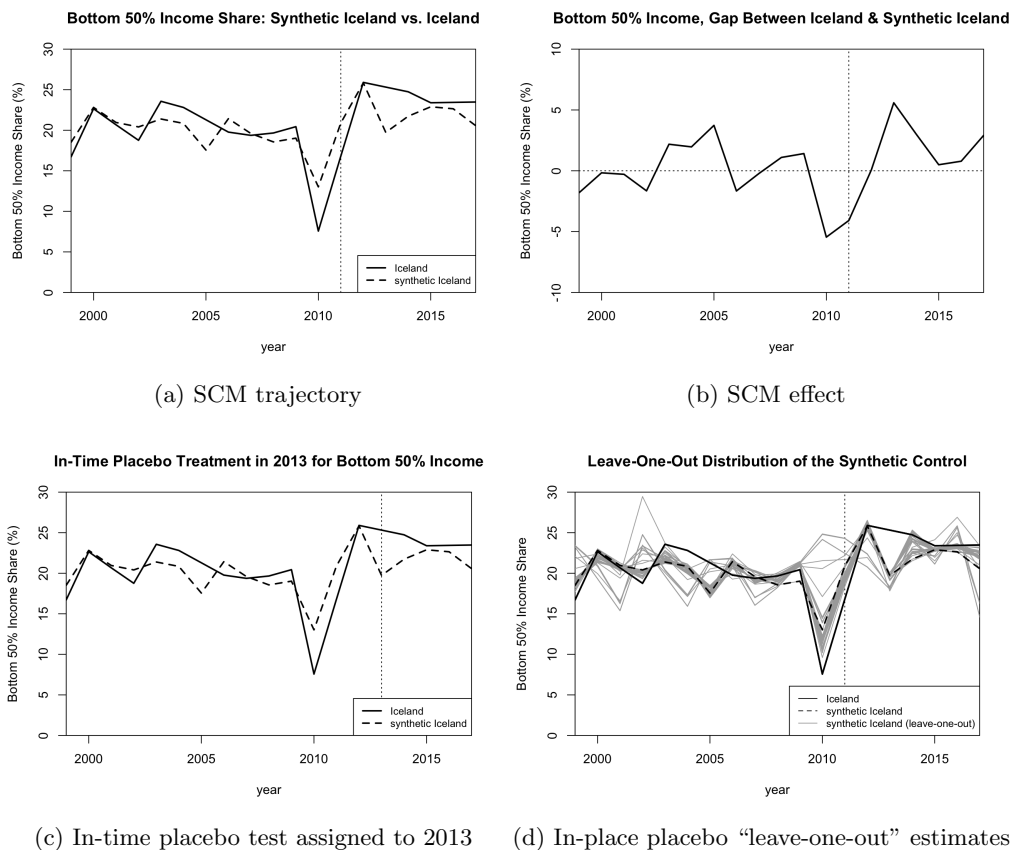 Bottom 50% Income Share: Synthetic Iceland vs. Iceland
Bottom 50% Income Share (%)
30
25
20
15
10
5
0
2000
2005
2010
2015
year
Iceland
synthetic Iceland
(a) SCM trajectory
Bottom 50% Income, Gap Between Iceland & Synthetic Iceland
Bottom 50% Income Share (%)
10
5
0
-5
-10
2000
2005
2010
2015
year
(b) SCM effect
In-Time Placebo Treatment in 2013 for Bottom 50% Income
Bottom 50% Income Share (%)
30
25
20
15
10
5
0
2000
2005
2010
2015
year
Iceland
synthetic Iceland
(c) In-time placebo test assigned to 2013
Leave-One-Out Distribution of the Synthetic Control
Bottom 50% Income Share
30
25
20
15
10
5
0
2000
2005
2010
2015
year
Iceland
synthetic Iceland
synthetic Iceland (leave-one-out)
(d) In-place placebo “leave-one-out” estimates